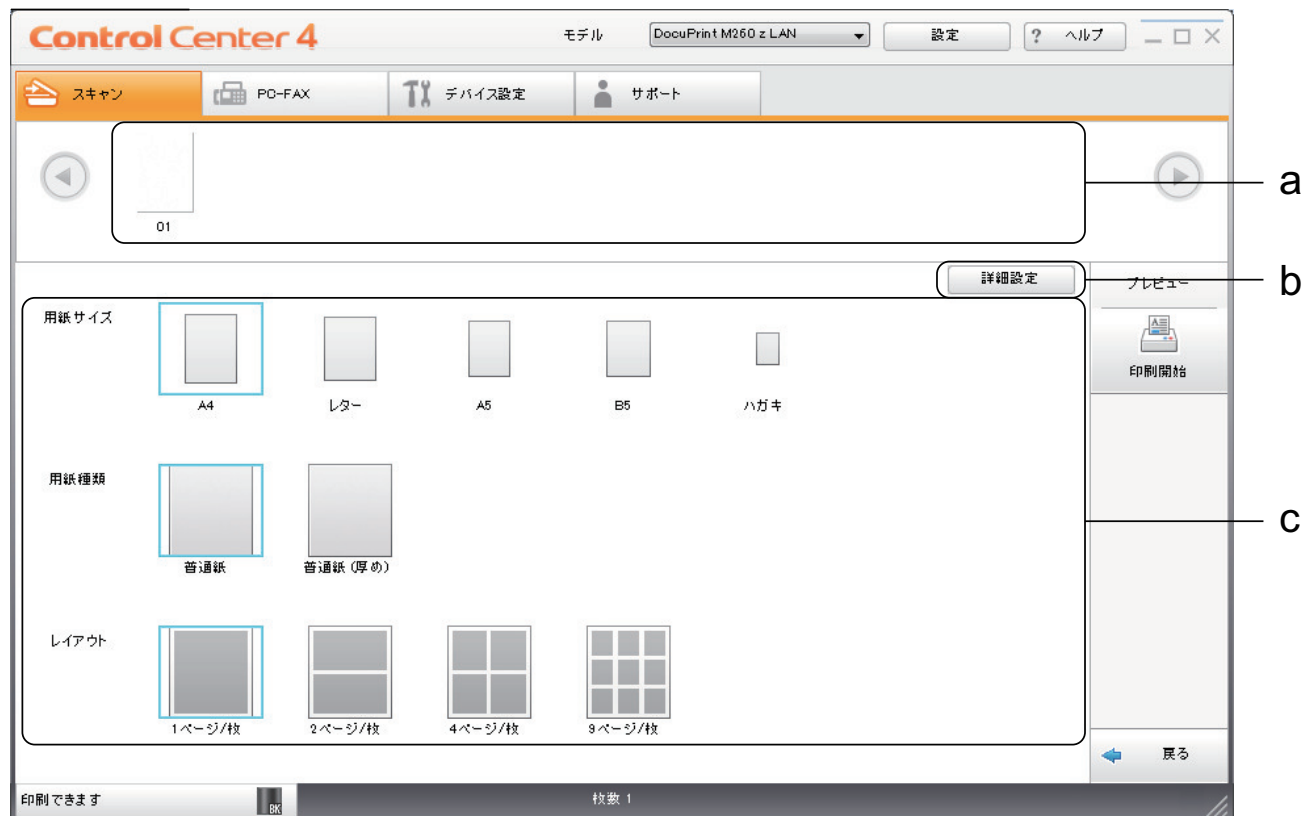 Control Center 4
モデル DocuPrint M260 z LAN 設定 ? ヘルプ
スキャン PC-FAX デバイス設定 サポート
a
01
詳細設定
b
プレビュー
用紙サイズ
印刷開始
A4 レター A5 B5 ハガキ
用紙種類
c
普通紙 普通紙(厚め)
レイアウト
1ページ/枚 2ページ/枚 4ページ/枚 9ページ/枚
戻る
印刷できます BK 枚数 1